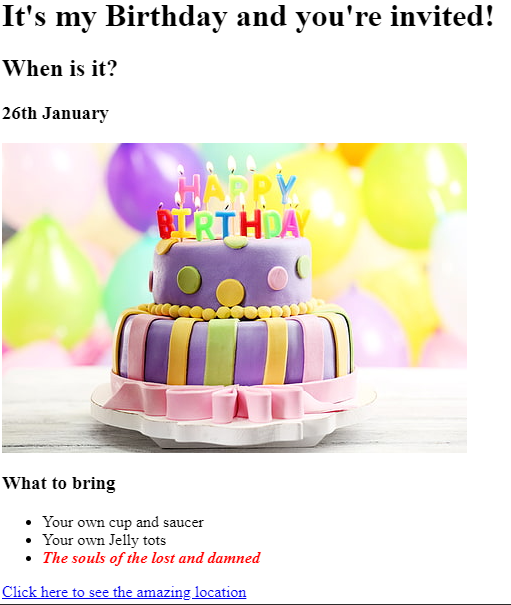 It's my Birthday and you're invited!
When is it?
26th January
HAPPY
BIRTHDAY
What to bring
Your own cup and saucer
Your own Jelly tots
The souls of the lost and damned
Click here to see the amazing location